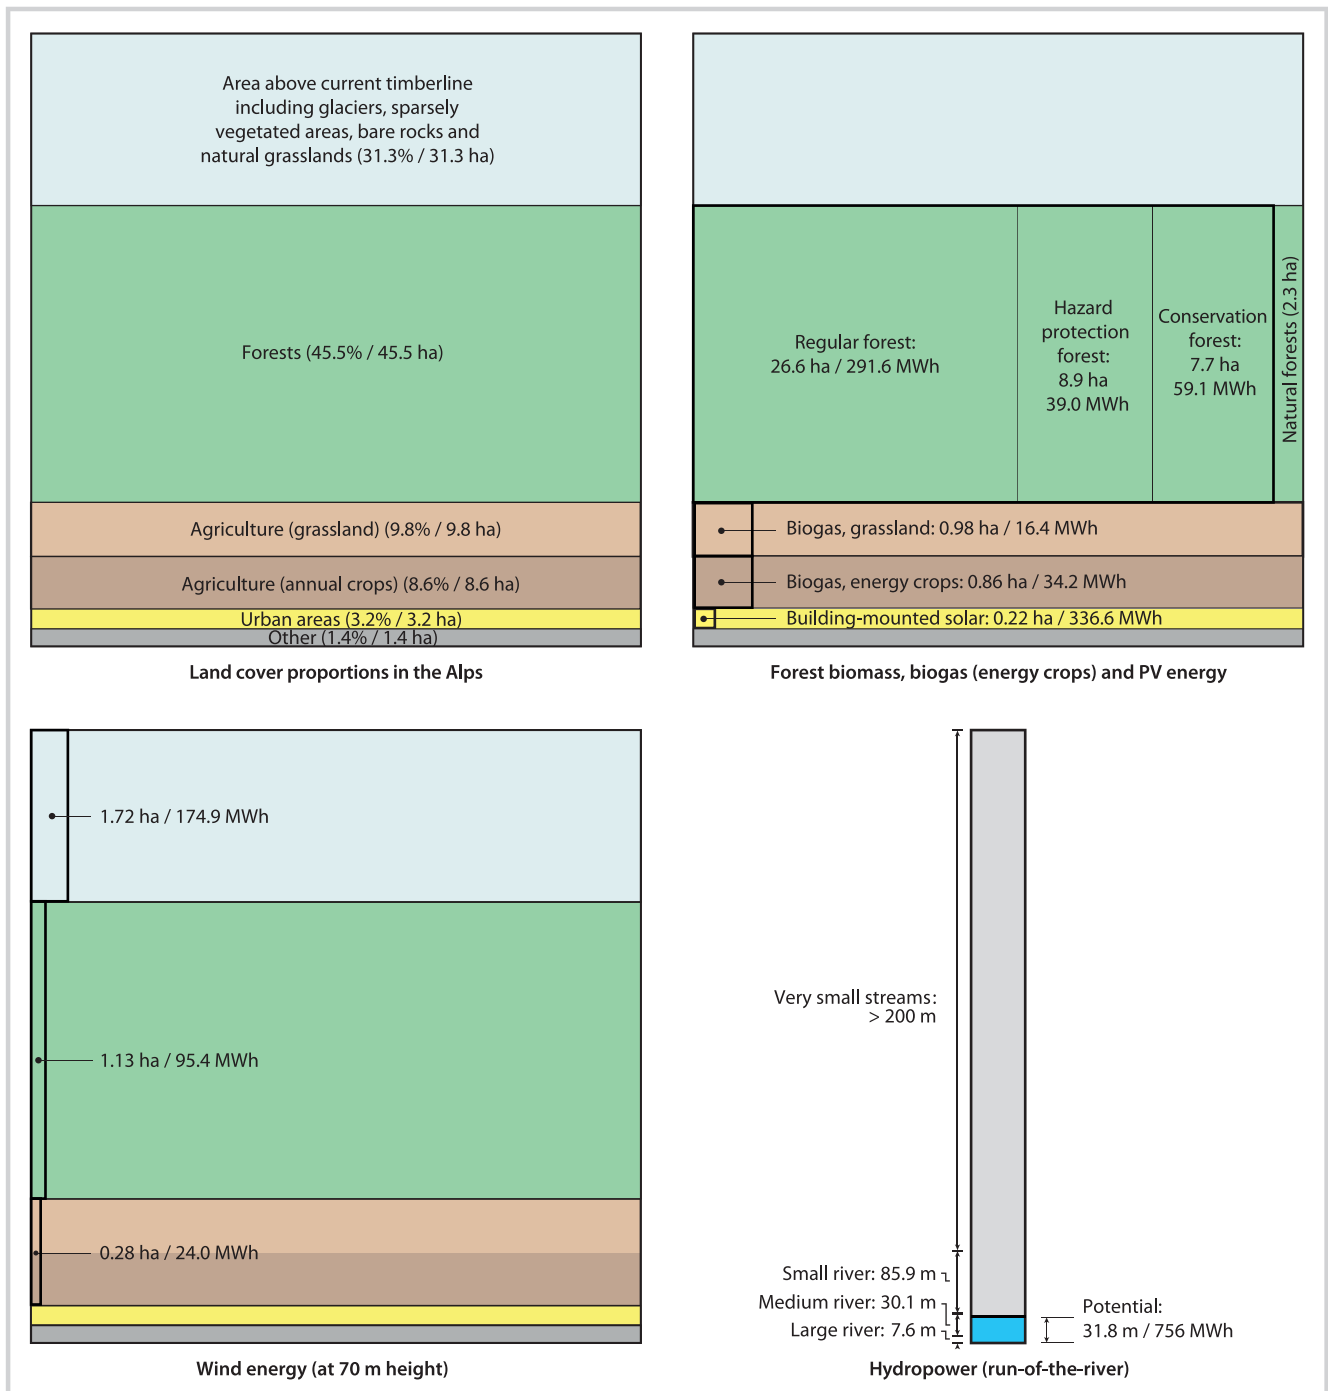 Area above current timberline
including glaciers, sparsely
vegetated areas, bare rocks and
natural grasslands (31.3% / 31.3 ha)
Forests (45.5% / 45.5 ha)
Agriculture (grassland) (9.8% / 9.8 ha)
Agriculture (annual crops) (8.6% / 8.6 ha)
Urban areas (3.2% / 3.2 ha)
Other (1.4% / 1.4 ha)
Land cover proportions in the Alps
Regular forest:
26.6 ha / 291.6 MWh
Hazard
protection
forest:
8.9 ha
39.0 MWh
Conservation
forest:
7.7 ha
59.1 MWh
Natural forests (2.3 ha)
Biogas, grassland: 0.98 ha / 16.4 MWh
Biogas, energy crops: 0.86 ha / 34.2 MWh
Building-mounted solar: 0.22 ha / 336.6 MWh
Forest biomass, biogas (energy crops) and PV energy
1.72 ha / 174.9 MWh
1.13 ha / 95.4 MWh
0.28 ha / 24.0 MWh
Wind energy (at 70 m height)
Very small streams:
> 200 m
Small river: 85.9 m
Medium river: 30.1 m
Large river: 7.6 m
Potential:
31.8 m / 756 MWh
Hydropower (run-of-the-river)